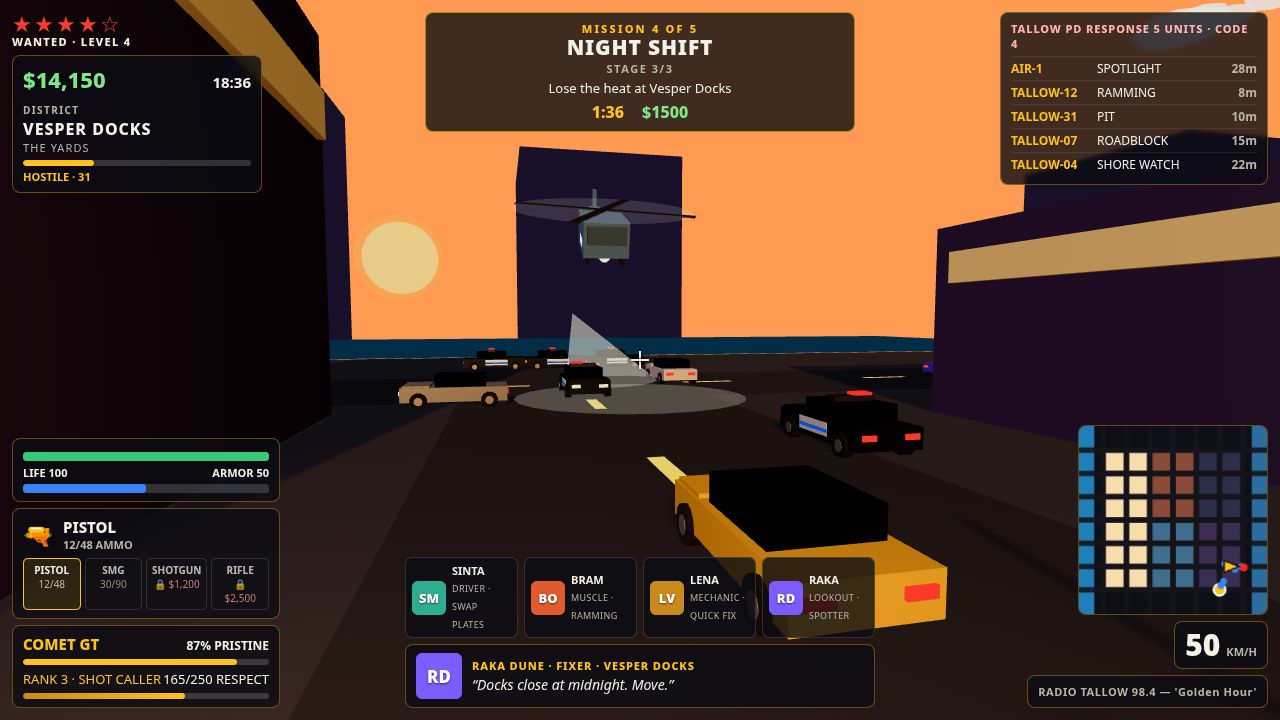 ★★★★☆
WANTED · LEVEL 4
$14,150 18:36
DISTRICT
VESPER DOCKS
THE YARDS
HOSTILE · 31
MISSION 4 OF 5
NIGHT SHIFT
STAGE 3/3
Lose the heat at Vesper Docks
1:36 $1500
TALLOW PD RESPONSE 5 UNITS · CODE
4
AIR-1 SPOTLIGHT 28m
TALLOW-12 RAMMING 8m
TALLOW-31 PIT 10m
TALLOW-07 ROADBLOCK 15m
TALLOW-04 SHORE WATCH 22m
LIFE 100 ARMOR 50
PISTOL
12/48 AMMO
PISTOL
12/48
SMG
30/90
SHOTGUN
🔒 $1,200
RIFLE
🔒
$2,500
COMET GT 87% PRISTINE
RANK 3 · SHOT CALLER 165/250 RESPECT
SM
SINTA
DRIVER ·
SWAP
PLATES
BO
BRAM
MUSCLE ·
RAMMING
LV
LENA
MECHANIC ·
QUICK FIX
RD
RAKA
LOOKOUT ·
SPOTTER
RD
RAKA DUNE · FIXER · VESPER DOCKS
“Docks close at midnight. Move.”
50 KM/H
RADIO TALLOW 98.4 — 'Golden Hour'